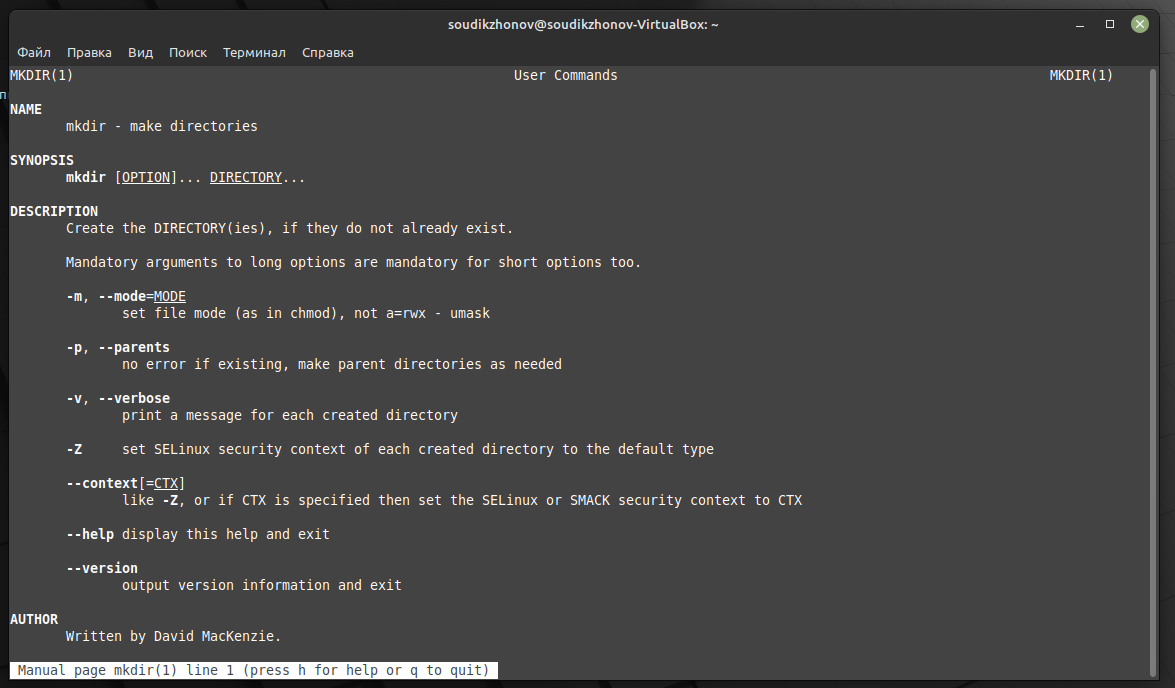 soudikzhonov@soudikzhonov-VirtualBox: ~
Файл Правка Вид Поиск Терминал Справка
MKDIR(1) User Commands MKDIR(1)
NAME
mkdir - make directories
SYNOPSIS
mkdir [OPTION]... DIRECTORY...
DESCRIPTION
Create the DIRECTORY(ies), if they do not already exist.
Mandatory arguments to long options are mandatory for short options too.
-m, --mode=MODE
set file mode (as in chmod), not a=rwx - umask
-p, --parents
no error if existing, make parent directories as needed
-v, --verbose
print a message for each created directory
-Z set SELinux security context of each created directory to the default type
--context[=CTX]
like -Z, or if CTX is specified then set the SELinux or SMACK security context to CTX
--help display this help and exit
--version
output version information and exit
AUTHOR
Written by David MacKenzie.
Manual page mkdir(1) line 1 (press h for help or q to quit)